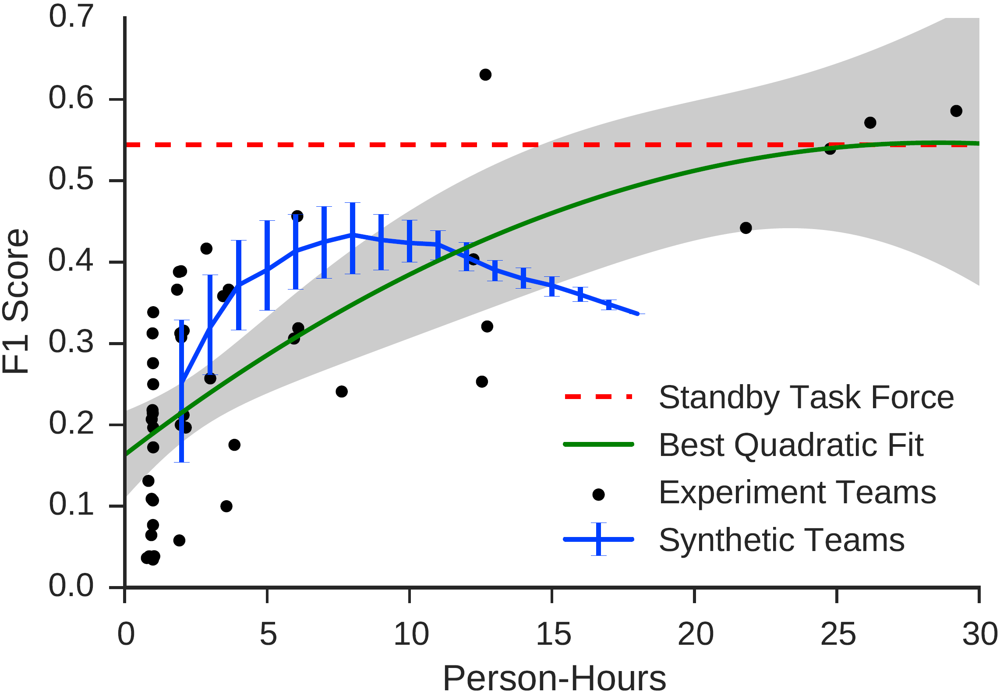 0.7
0.6
0.5
0.4
0.3
0.2
0.1
0.0
F1 Score
Standby Task Force
Best Quadratic Fit
Experiment Teams
Synthetic Teams
0 5 10 15 20 25 30
Person-Hours